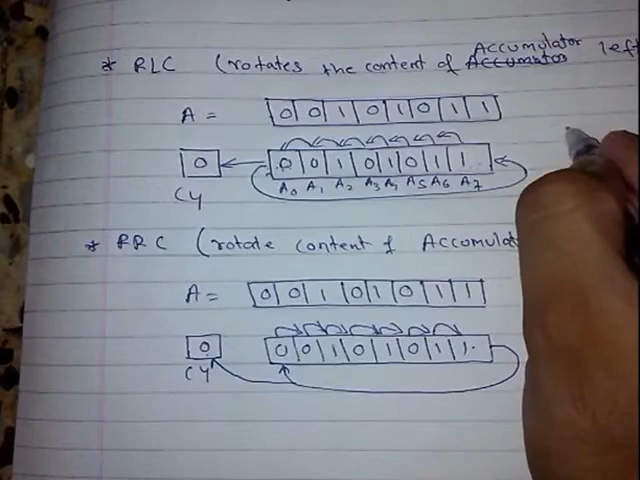 * RLC (rotates the content of Accumulator left
A = 0 0 1 0 1 0 1 1
0 0 0 1 0 1 0 1 1
CY A0 A1 A2 A3 A4 A5 A6 A7
* RRC (rotate content of Accumulat
A = 0 0 1 0 1 0 1 1
0 0 0 1 0 1 0 1 1
CY